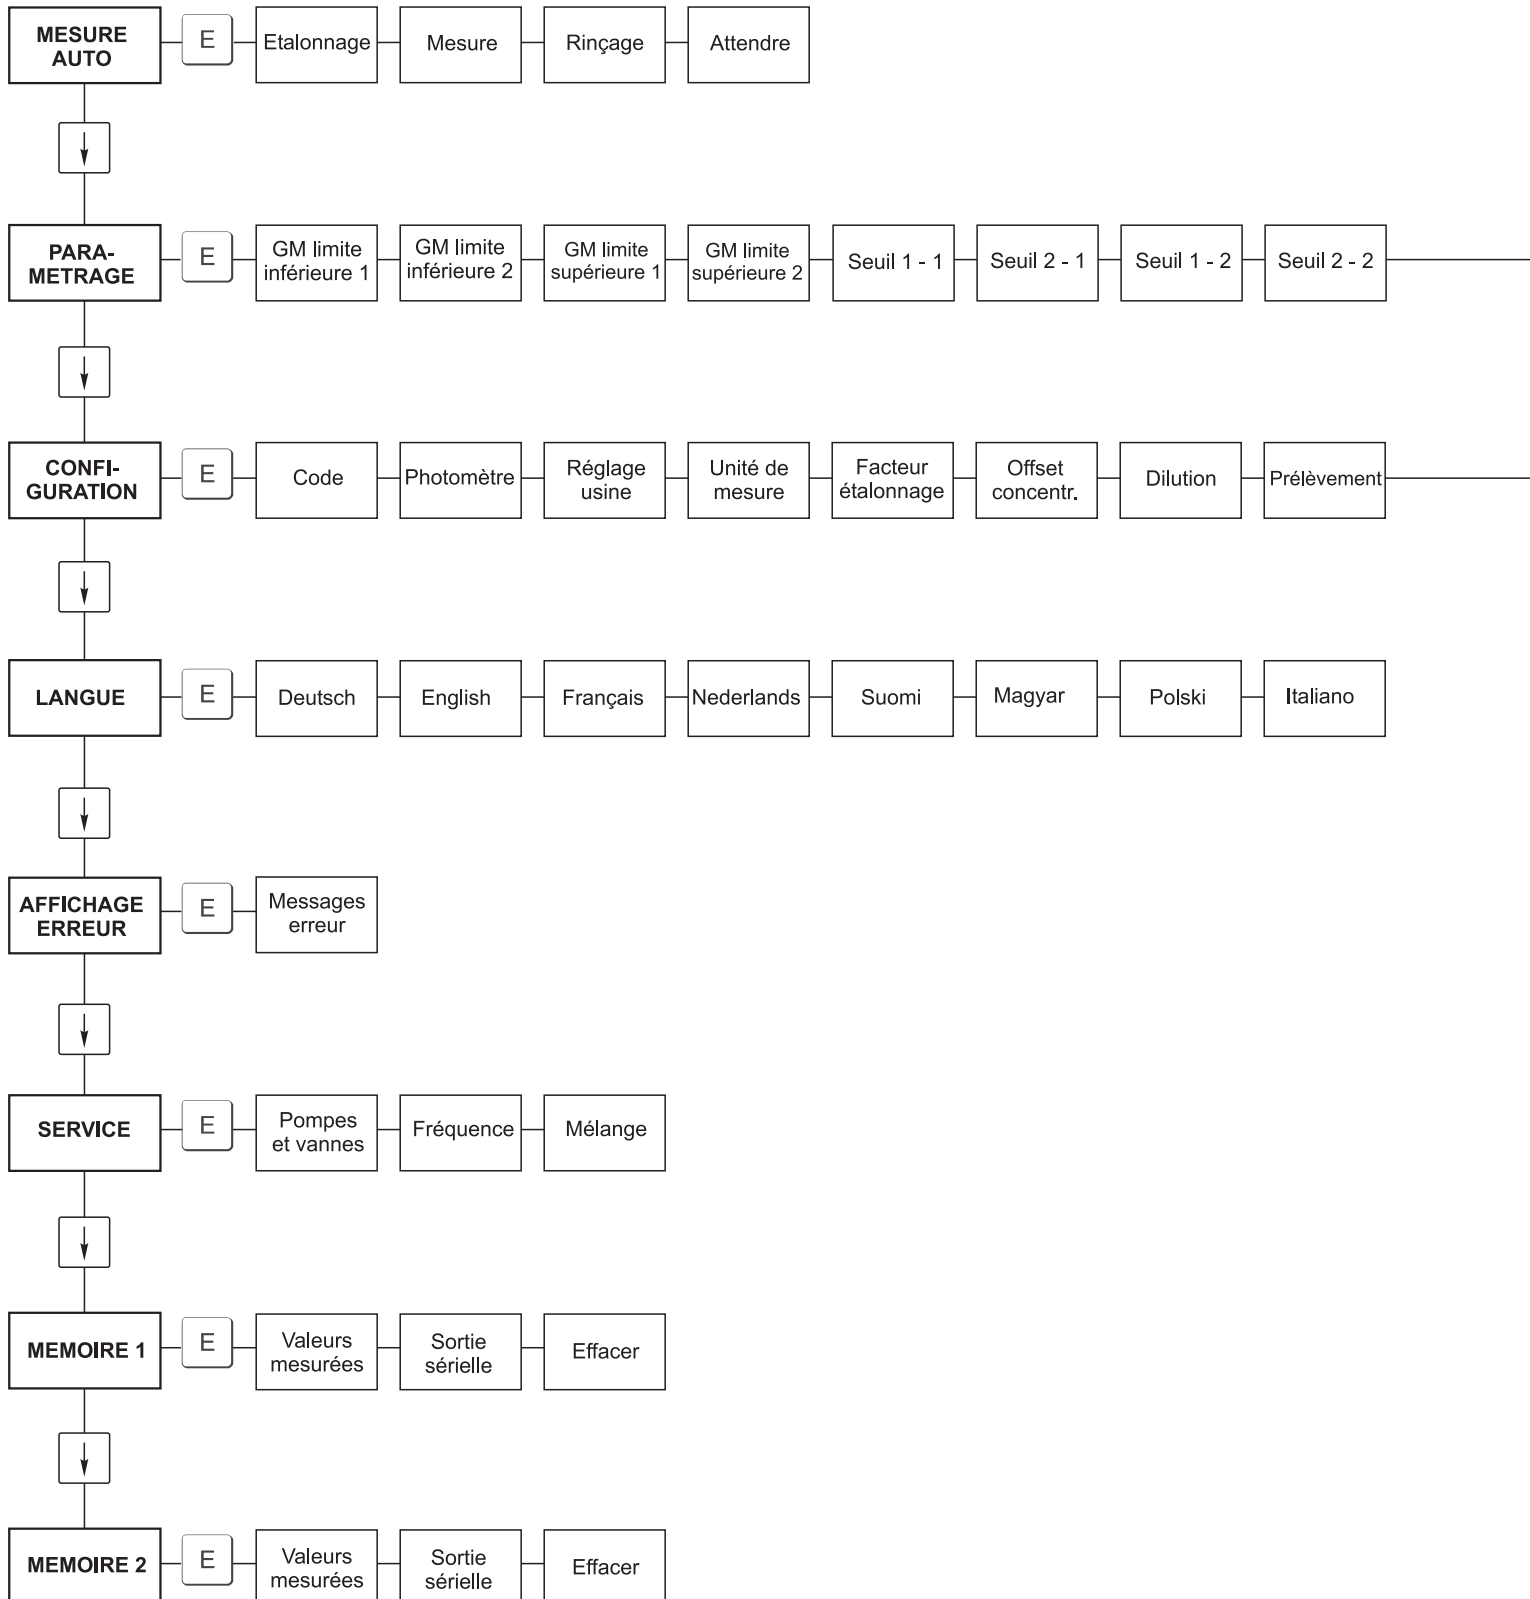 MESURE
AUTO
E
Etalonnage
Mesure
Rinçage
Attendre
PARA-
METRAGE
E
GM limite
inférieure 1
GM limite
inférieure 2
GM limite
supérieure 1
GM limite
supérieure 2
Seuil 1 - 1
Seuil 2 - 1
Seuil 1 - 2
Seuil 2 - 2
CONFI-
GURATION
E
Code
Photomètre
Réglage
usine
Unité de
mesure
Facteur
étalonnage
Offset
concentr.
Dilution
Prélèvement
LANGUE
E
Deutsch
English
Français
Nederlands
Suomi
Magyar
Polski
Italiano
AFFICHAGE
ERREUR
E
Messages
erreur
SERVICE
E
Pompes
et vannes
Fréquence
Mélange
MEMOIRE 1
E
Valeurs
mesurées
Sortie
sérielle
Effacer
MEMOIRE 2
E
Valeurs
mesurées
Sortie
sérielle
Effacer